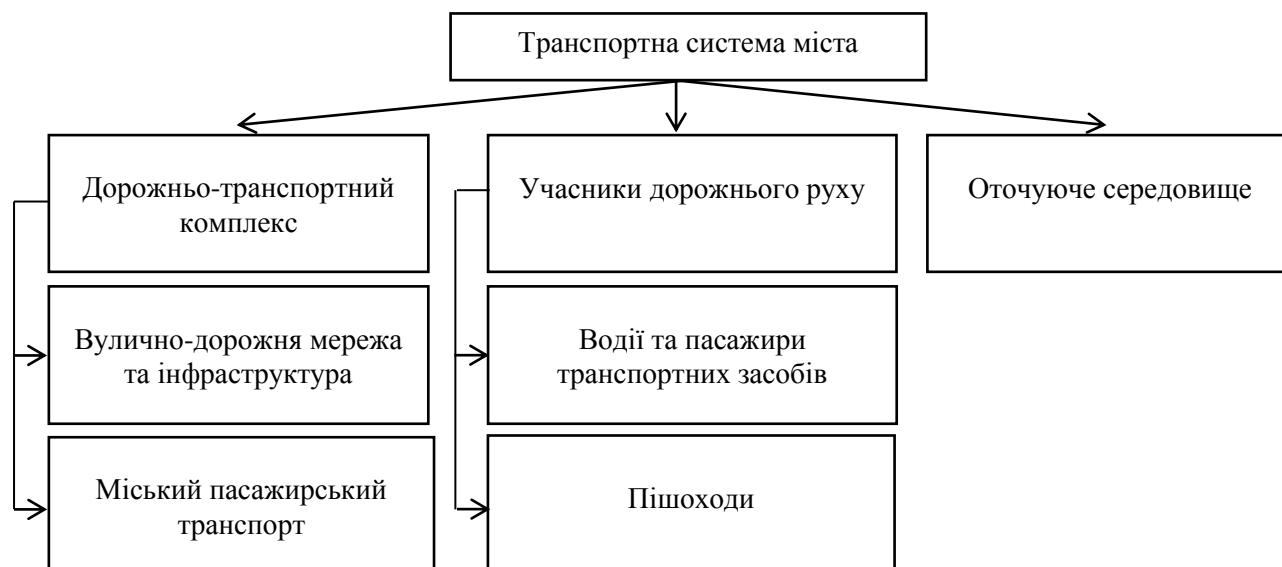 Транспортна система міста
Дорожньо-транспортний
комплекс
Учасники дорожнього руху
Оточуюче середовище
Вулично-дорожня мережа
та інфраструктура
Водії та пасажири
транспортних засобів
Міський пасажирський
транспорт
Пішоходи